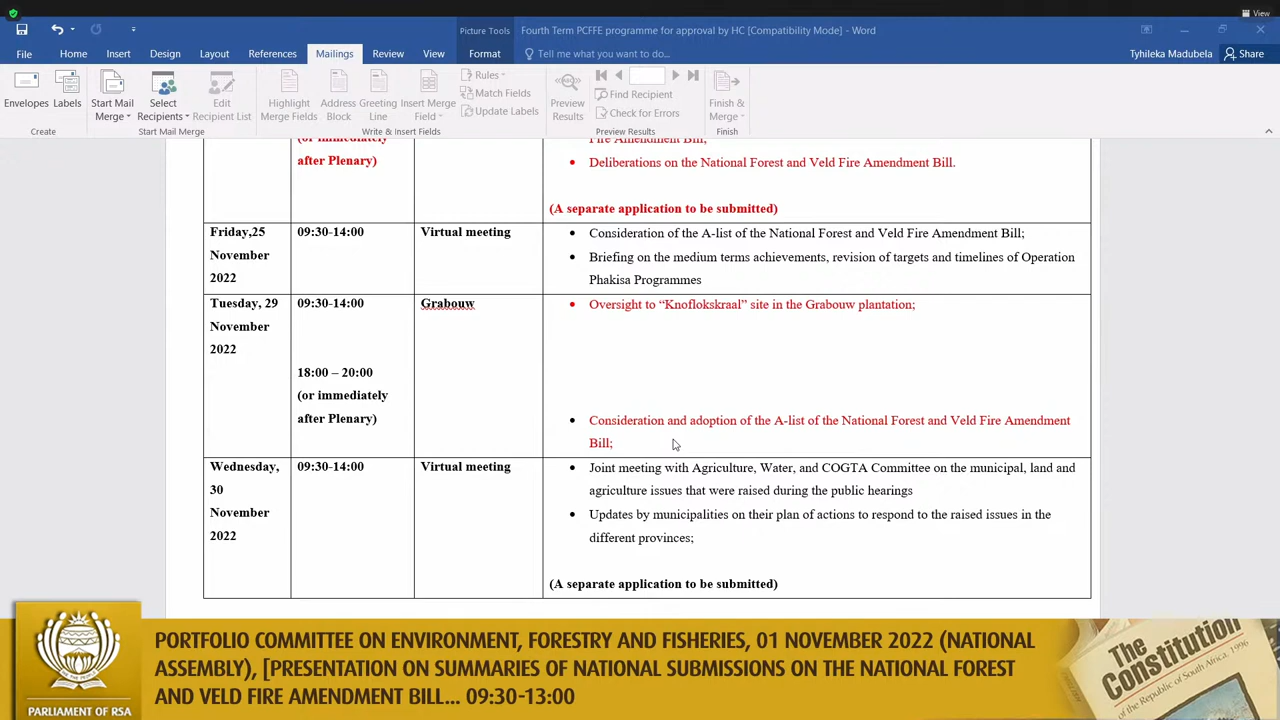 View
Picture Tools
Fourth Term PCFFE programme for approval by HC [Compatibility Mode] - Word
File Home Insert Design Layout References Mailings Review View Format Tell me what you want to do... Tyhileka Madubela Share
Envelopes Labels
Create
Start Mail Merge
Select Recipients
Edit Recipient List
Start Mail Merge
Highlight Merge Fields
Address Block
Greeting Line
Insert Merge Field
Rules
Match Fields
Update Labels
Write & Insert Fields
Preview Results
Find Recipient
Check for Errors
Preview Results
Finish & Merge
Finish
(or immediately
after Plenary)
Fire Amendment Bill;
• Deliberations on the National Forest and Veld Fire Amendment Bill.
(A separate application to be submitted)
Friday,25
November
2022
09:30-14:00
Virtual meeting
• Consideration of the A-list of the National Forest and Veld Fire Amendment Bill;
• Briefing on the medium terms achievements, revision of targets and timelines of Operation
Phakisa Programmes
Tuesday, 29
November
2022
09:30-14:00
18:00 – 20:00
(or immediately
after Plenary)
Grabouw
• Oversight to “Knoflokskraal” site in the Grabouw plantation;
• Consideration and adoption of the A-list of the National Forest and Veld Fire Amendment
Bill;
Wednesday,
30
November
2022
09:30-14:00
Virtual meeting
• Joint meeting with Agriculture, Water, and COGTA Committee on the municipal, land and
agriculture issues that were raised during the public hearings
• Updates by municipalities on their plan of actions to respond to the raised issues in the
different provinces;
(A separate application to be submitted)
PARLIAMENT OF RSA
PORTFOLIO COMMITTEE ON ENVIRONMENT, FORESTRY AND FISHERIES, 01 NOVEMBER 2022 (NATIONAL
ASSEMBLY), [PRESENTATION ON SUMMARIES OF NATIONAL SUBMISSIONS ON THE NATIONAL FOREST
AND VELD FIRE AMENDMENT BILL... 09:30-13:00
The
Constitution
of the Republic of South Africa, 1996